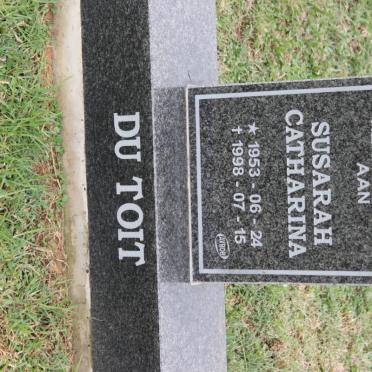 AAN
SUSARAH
CATHARINA
★ 1953 - 06 - 24
✝ 1998 - 07 - 15
DU TOIT